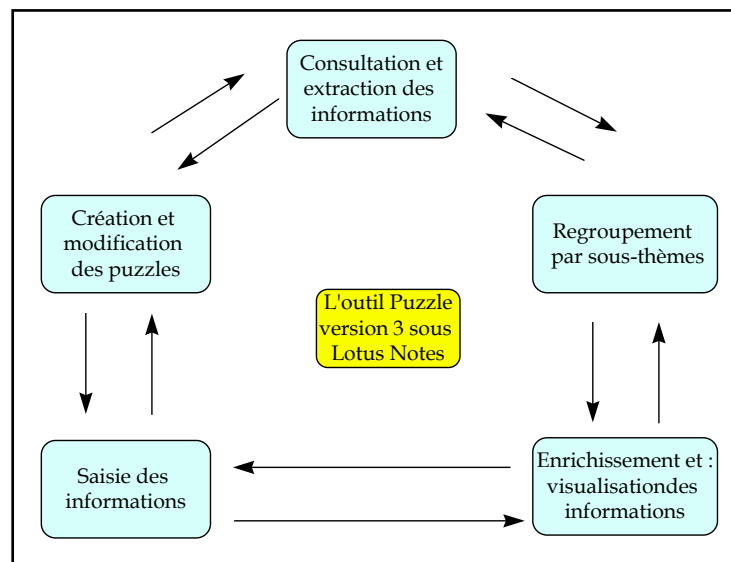 Consultation et
extraction des
informations
Création et
modification
des puzzles
Regroupement
par sous-thèmes
L'outil Puzzle
version 3 sous
Lotus Notes
Saisie des
informations
Enrichissement et :
visualisationdes
informations